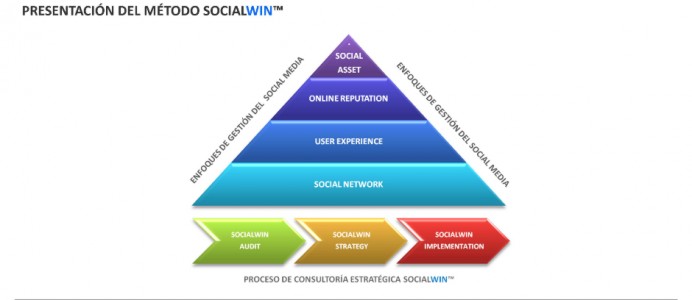 PRESENTACIÓN DEL MÉTODO SOCIALWIN™
SOCIAL
ASSET
ONLINE REPUTATION
USER EXPERIENCE
SOCIAL NETWORK
ENFOQUES DE GESTIÓN DEL SOCIAL MEDIA
ENFOQUES DE GESTIÓN DEL SOCIAL MEDIA
SOCIALWIN
AUDIT
SOCIALWIN
STRATEGY
SOCIALWIN
IMPLEMENTATION
PROCESO DE CONSULTORÍA ESTRATÉGICA SOCIALWIN™